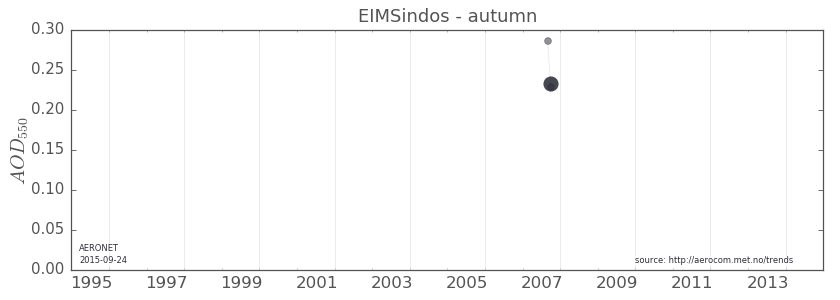 EIMSindos - autumn
0.30
0.25
0.20
0.15
0.10
0.05
0.00
AOD550
AERONET
2015-09-24
source: http://aerocom.met.no/trends
1995 1997 1999 2001 2003 2005 2007 2009 2011 2013